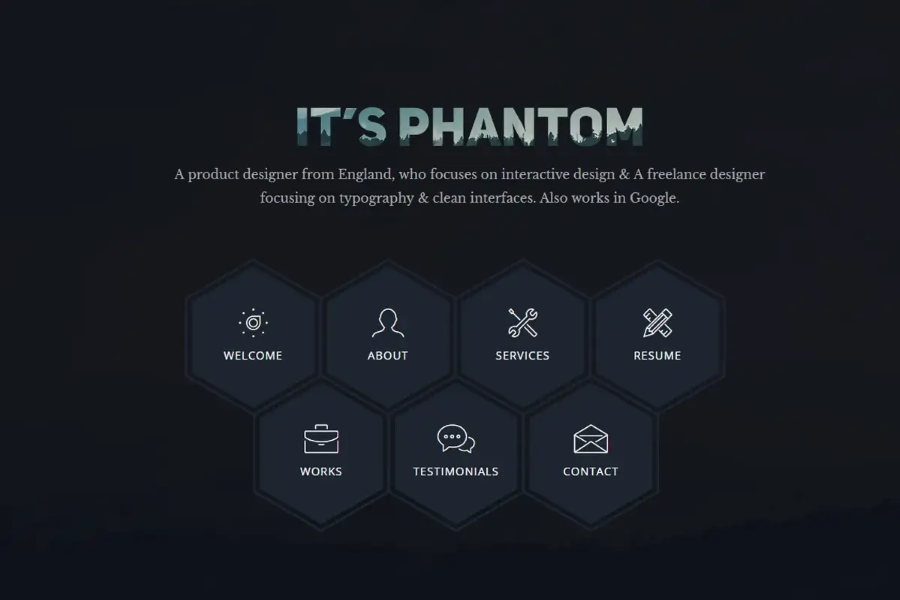 IT'S PHANTOM
A product designer from England, who focuses on interactive design & A freelance designer
focusing on typography & clean interfaces. Also works in Google.
WELCOME
ABOUT
SERVICES
RESUME
WORKS
TESTIMONIALS
CONTACT